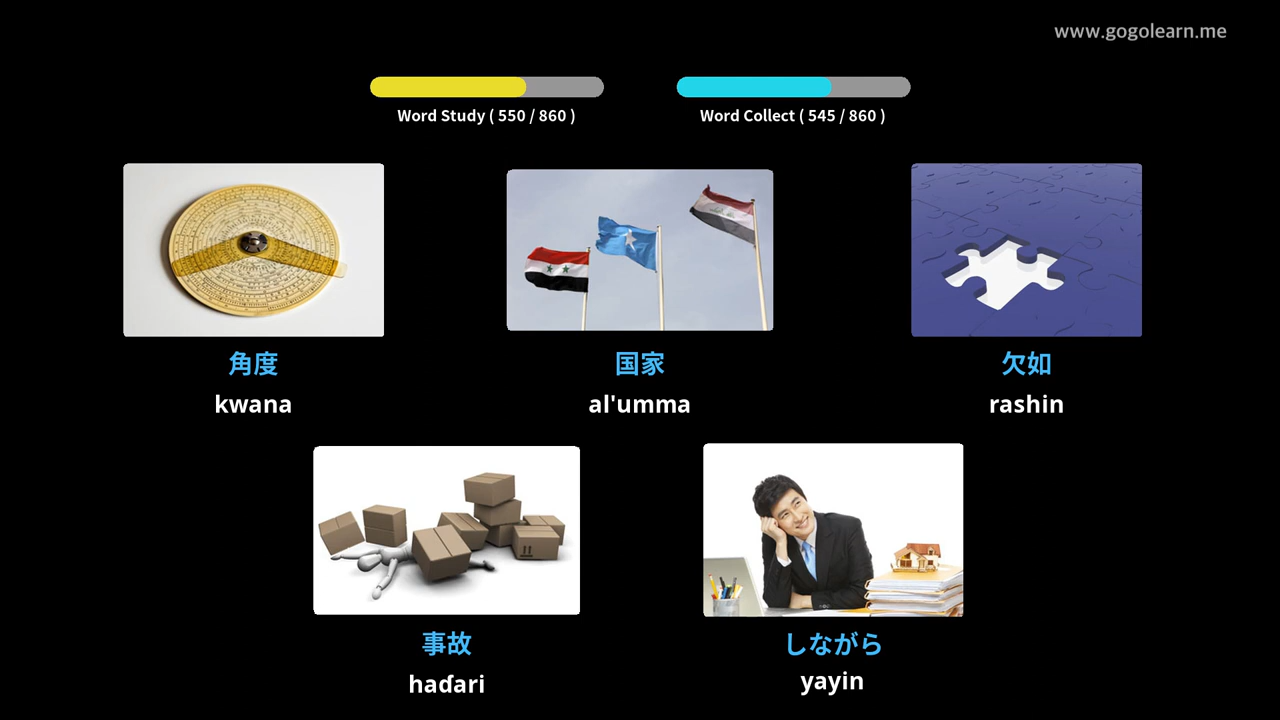 www.gogolearn.me
Word Study ( 550 / 860 )
Word Collect ( 545 / 860 )
角度
kwana
国家
al'umma
欠如
rashin
事故
haɗari
しながら
yayin